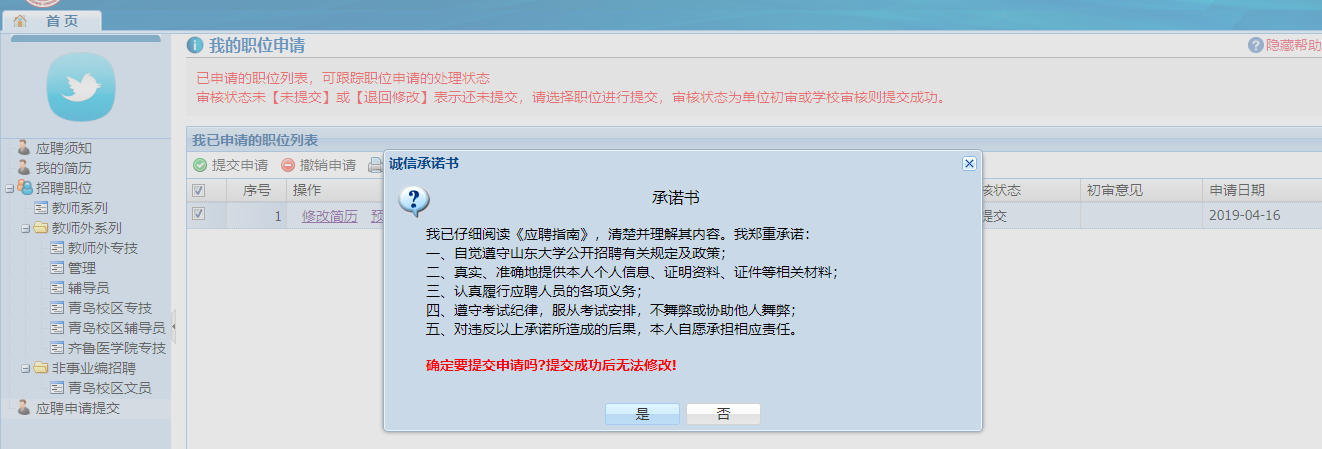 首 页
我的职位申请
隐藏帮助
已申请的职位列表，可跟踪职位申请的处理状态
审核状态未【未提交】或【退回修改】表示还未提交，请选择职位进行提交，审核状态为单位初审或学校审核则提交成功。
应聘须知
我的简历
招聘职位
教师系列
教师外系列
教师外专技
管理
辅导员
青岛校区专技
青岛校区辅导员
齐鲁医学院专技
非事业编招聘
青岛校区文员
应聘申请提交
我已申请的职位列表
提交申请 撤销申请
序号 操作 核状态 初审意见 申请日期
1 修改简历 预 提交 2019-04-16
诚信承诺书
承诺书
我已仔细阅读《应聘指南》，清楚并理解其内容。我郑重承诺：
一、自觉遵守山东大学公开招聘有关规定及政策；
二、真实、准确地提供本人个人信息、证明资料、证件等相关材料；
三、认真履行应聘人员的各项义务；
四、遵守考试纪律，服从考试安排，不舞弊或协助他人舞弊；
五、对违反以上承诺所造成的后果，本人自愿承担相应责任。
确定要提交申请吗?提交成功后无法修改!
是 否